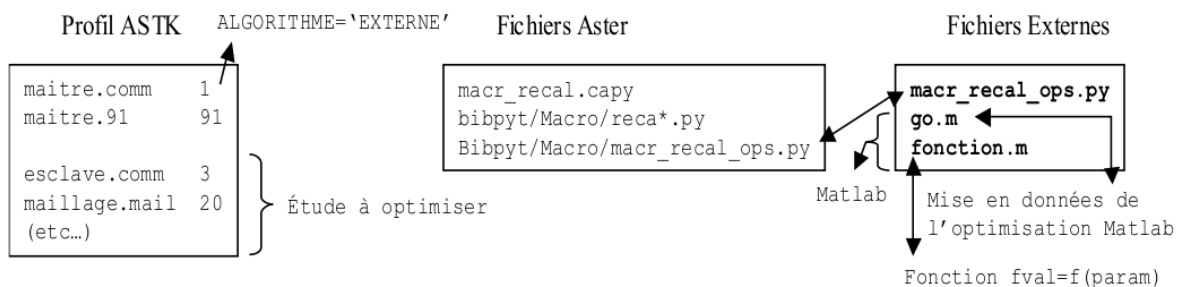 Profil ASTK
ALGORITHME=‘EXTERNE’
maitre.comm 1
maitre.91 91
esclave.comm 3
maillage.mail 20
(etc…)
Étude à optimiser
Fichiers Aster
macr_recal.capy
bibpyt/Macro/reca*.py
Bibpyt/Macro/macr_recal_ops.py
Fichiers Externes
macr_recal_ops.py
go.m
fonction.m
Matlab
Mise en données de
l’optimisation Matlab
Fonction fval=f(param)